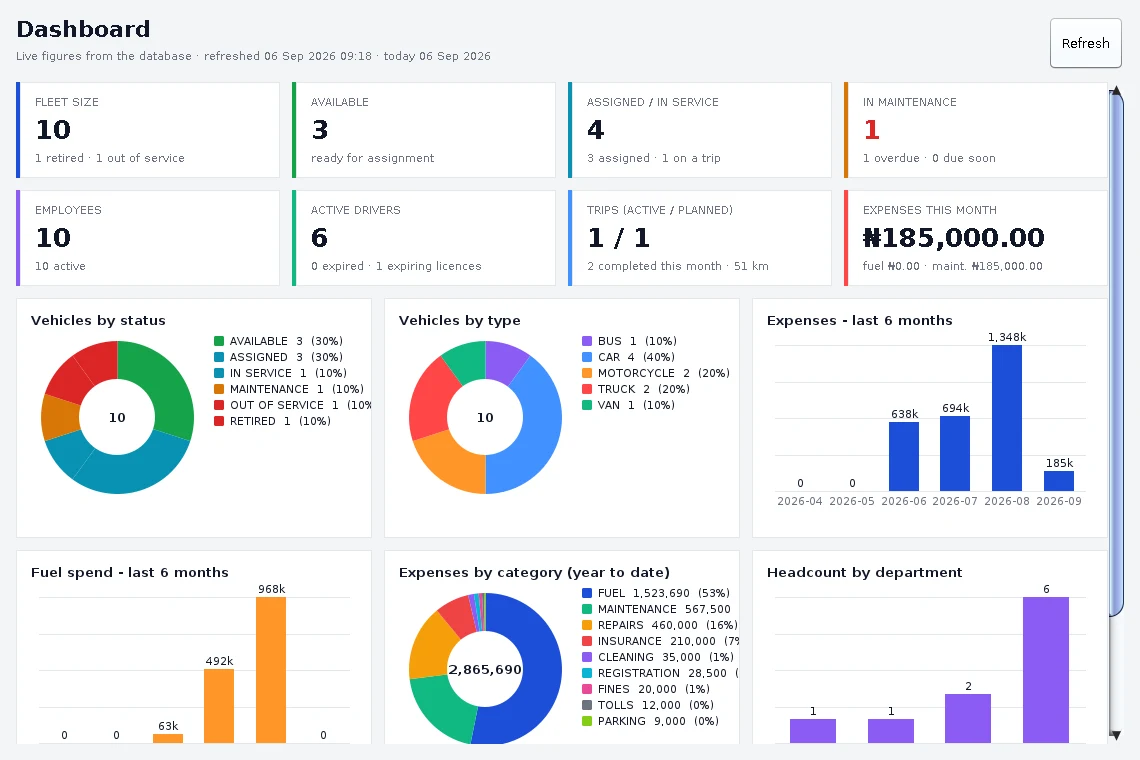 Dashboard
Live figures from the database · refreshed 06 Sep 2026 09:18 · today 06 Sep 2026
Refresh
FLEET SIZE
10
1 retired · 1 out of service
AVAILABLE
3
ready for assignment
ASSIGNED / IN SERVICE
4
3 assigned · 1 on a trip
IN MAINTENANCE
1
1 overdue · 0 due soon
EMPLOYEES
10
10 active
ACTIVE DRIVERS
6
0 expired · 1 expiring licences
TRIPS (ACTIVE / PLANNED)
1 / 1
2 completed this month · 51 km
EXPENSES THIS MONTH
₦185,000.00
fuel ₦0.00 · maint. ₦185,000.00
Vehicles by status
10
AVAILABLE 3 (30%)
ASSIGNED 3 (30%)
IN SERVICE 1 (10%)
MAINTENANCE 1 (10%)
OUT OF SERVICE 1 (10%
RETIRED 1 (10%)
Vehicles by type
10
BUS 1 (10%)
CAR 4 (40%)
MOTORCYCLE 2 (20%)
TRUCK 2 (20%)
VAN 1 (10%)
Expenses - last 6 months
0 0 638k 694k 1,348k 185k
2026-04 2026-05 2026-06 2026-07 2026-08 2026-09
Fuel spend - last 6 months
0 0 63k 492k 968k 0
Expenses by category (year to date)
2,865,690
FUEL 1,523,690 (53%)
MAINTENANCE 567,500
REPAIRS 460,000 (16%)
INSURANCE 210,000 (7%
CLEANING 35,000 (1%)
REGISTRATION 28,500 (
FINES 20,000 (1%)
TOLLS 12,000 (0%)
PARKING 9,000 (0%)
Headcount by department
1 1 2 6